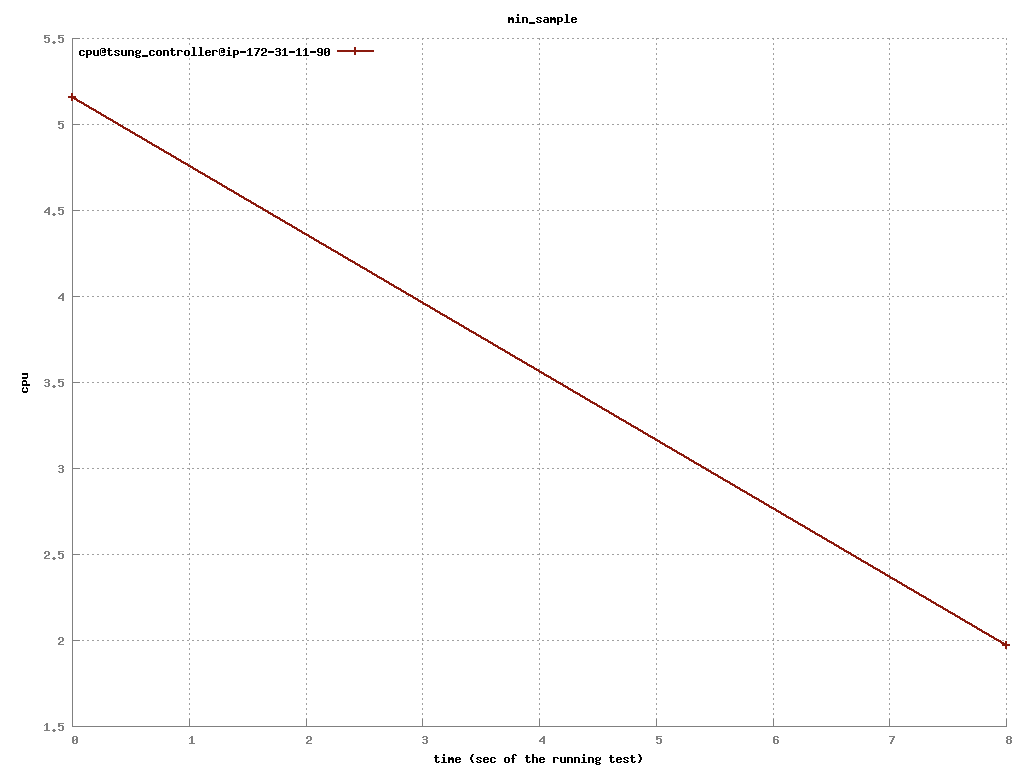 min_sample
cpu@tsung_controller@ip-172-31-11-90
5.5
5
4.5
4
3.5
3
2.5
2
1.5
cpu
0 1 2 3 4 5 6 7 8
time (sec of the running test)